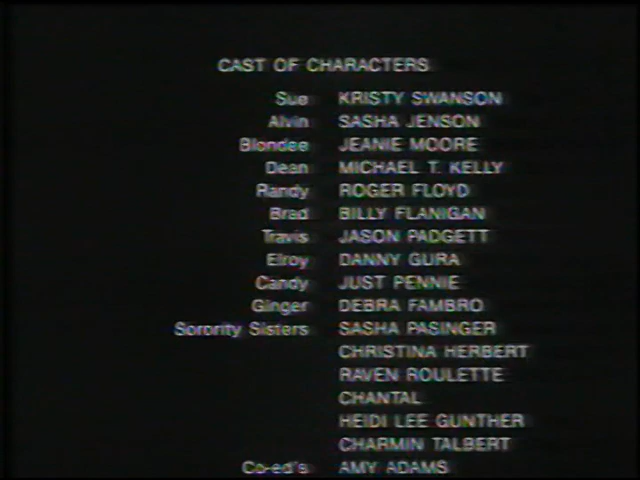 CAST OF CHARACTERS
Sue KRISTY SWANSON
Alvin SASHA JENSON
Blondee JEANIE MOORE
Dean MICHAEL T. KELLY
Randy ROGER FLOYD
Brad BILLY FLANIGAN
Travis JASON PADGETT
Elroy DANNY GURA
Candy JUST PENNIE
Ginger DEBRA FAMBRO
Sorority Sisters SASHA PASINGER
CHRISTINA HERBERT
RAVEN ROULETTE
CHANTAL
HEIDI LEE GUNTHER
CHARMIN TALBERT
Co-ed's AMY ADAMS